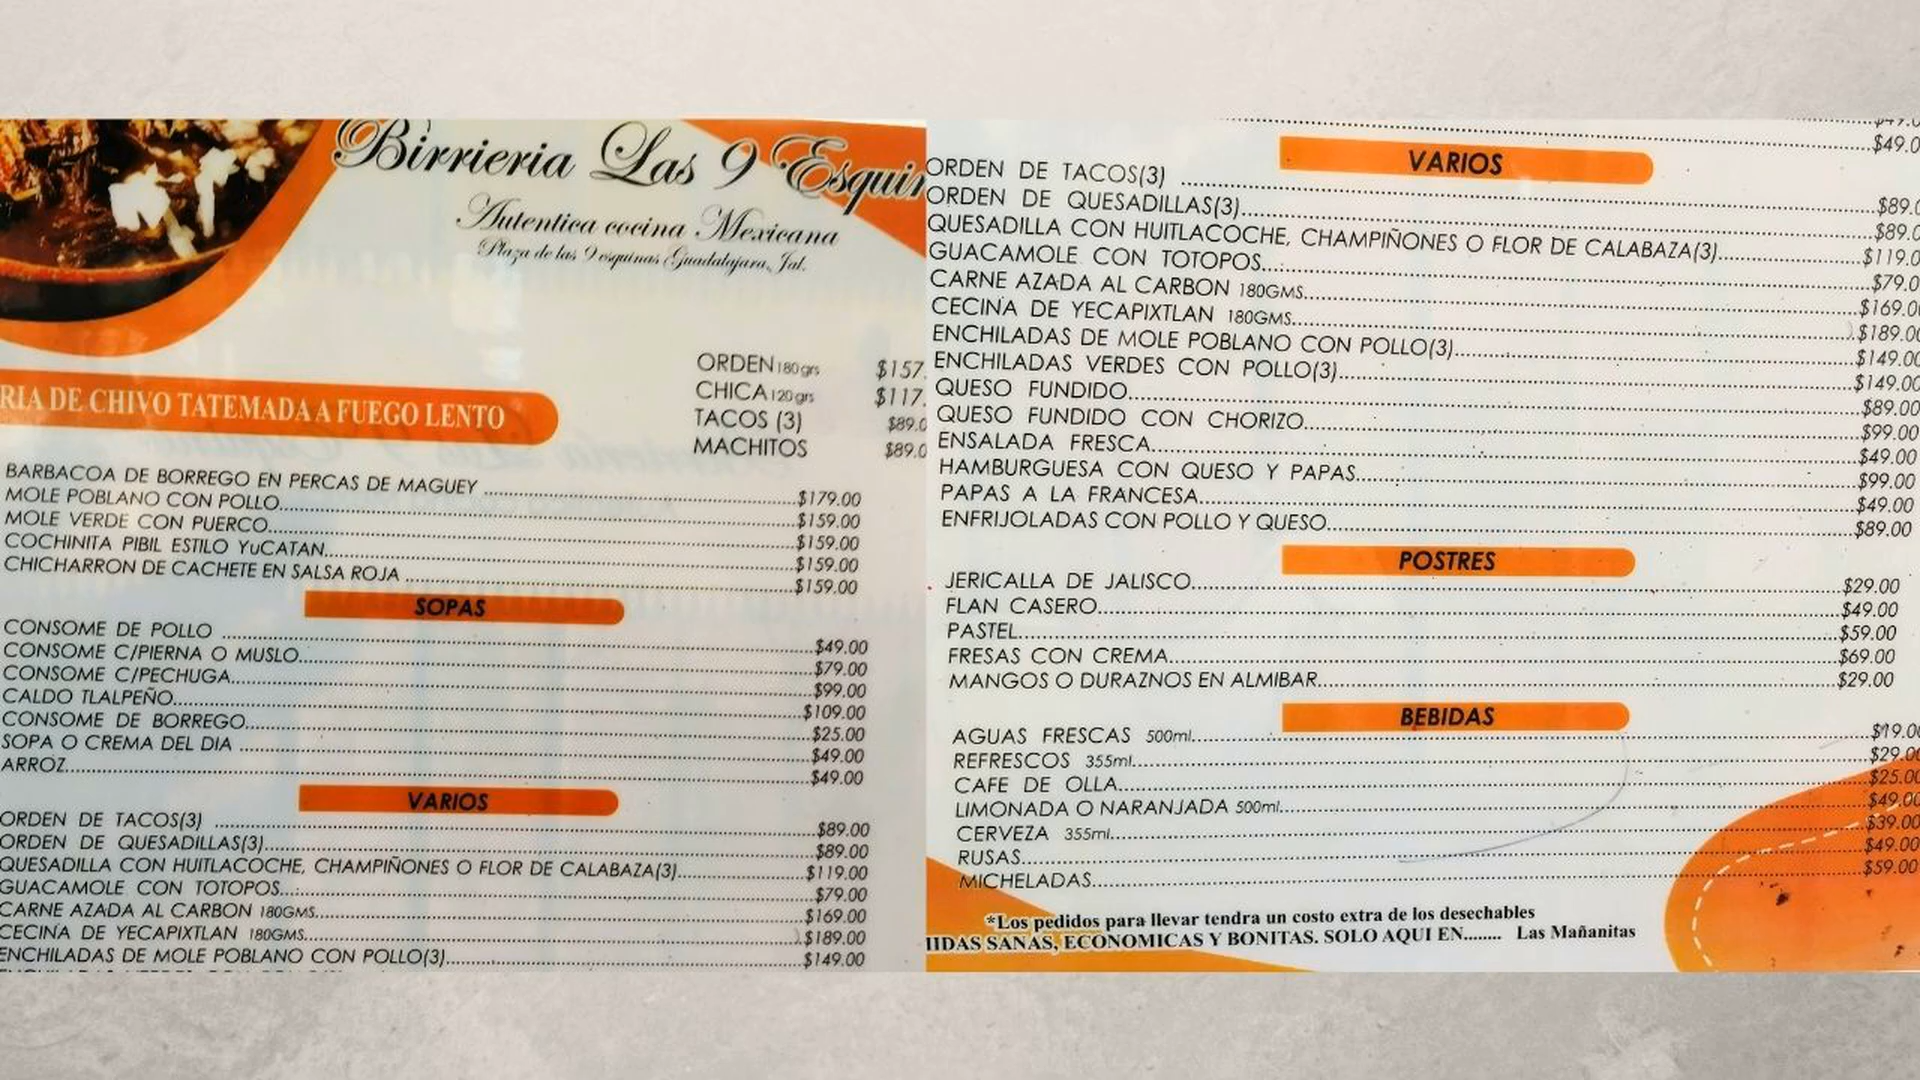 Birrieria Las 9 Esquin
Autentica cocina Mexicana
Plaza de las 9 esquinas Guadalajara, Jal.
ORDEN 180 grs $157.
CHICA 120 grs $117.
TACOS (3) $89.0
MACHITOS $89.0
RIA DE CHIVO TATEMADA A FUEGO LENTO
BARBACOA DE BORREGO EN PERCAS DE MAGUEY $179.00
MOLE POBLANO CON POLLO $159.00
MOLE VERDE CON PUERCO $159.00
COCHINITA PIBIL ESTILO YuCATAN $159.00
CHICHARRON DE CACHETE EN SALSA ROJA $159.00
SOPAS
CONSOME DE POLLO $49.00
CONSOME C/PIERNA O MUSLO $79.00
CONSOME C/PECHUGA $99.00
CALDO TLALPEÑO $109.00
CONSOME DE BORREGO $25.00
SOPA O CREMA DEL DIA $49.00
ARROZ $49.00
VARIOS
ORDEN DE TACOS(3) $89.00
ORDEN DE QUESADILLAS(3) $89.00
QUESADILLA CON HUITLACOCHE, CHAMPIÑONES O FLOR DE CALABAZA(3) $119.00
GUACAMOLE CON TOTOPOS $79.00
CARNE AZADA AL CARBON 180GMS $169.00
CECINA DE YECAPIXTLAN 180GMS $189.00
ENCHILADAS DE MOLE POBLANO CON POLLO(3) $149.00
$49.0
VARIOS
ORDEN DE TACOS(3) $89.0
ORDEN DE QUESADILLAS(3) $89.0
QUESADILLA CON HUITLACOCHE, CHAMPIÑONES O FLOR DE CALABAZA(3) $119.0
GUACAMOLE CON TOTOPOS $79.0
CARNE AZADA AL CARBON 180GMS $169.0
CECINA DE YECAPIXTLAN 180GMS $189.00
ENCHILADAS DE MOLE POBLANO CON POLLO(3) $149.00
ENCHILADAS VERDES CON POLLO(3) $149.00
QUESO FUNDIDO $89.00
QUESO FUNDIDO CON CHORIZO $99.00
ENSALADA FRESCA $49.00
HAMBURGUESA CON QUESO Y PAPAS $99.00
PAPAS A LA FRANCESA $49.00
ENFRIJOLADAS CON POLLO Y QUESO $89.00
POSTRES
JERICALLA DE JALISCO $29.00
FLAN CASERO $49.00
PASTEL $59.00
FRESAS CON CREMA $69.00
MANGOS O DURAZNOS EN ALMIBAR $29.00
BEBIDAS
AGUAS FRESCAS 500ml $19.00
REFRESCOS 355ml $29.00
CAFE DE OLLA $25.00
LIMONADA O NARANJADA 500ml $49.00
CERVEZA 355ml $39.00
RUSAS $49.00
MICHELADAS $59.00
*Los pedidos para llevar tendra un costo extra de los desechables
IDAS SANAS, ECONOMICAS Y BONITAS. SOLO AQUI EN........ Las Mañanitas